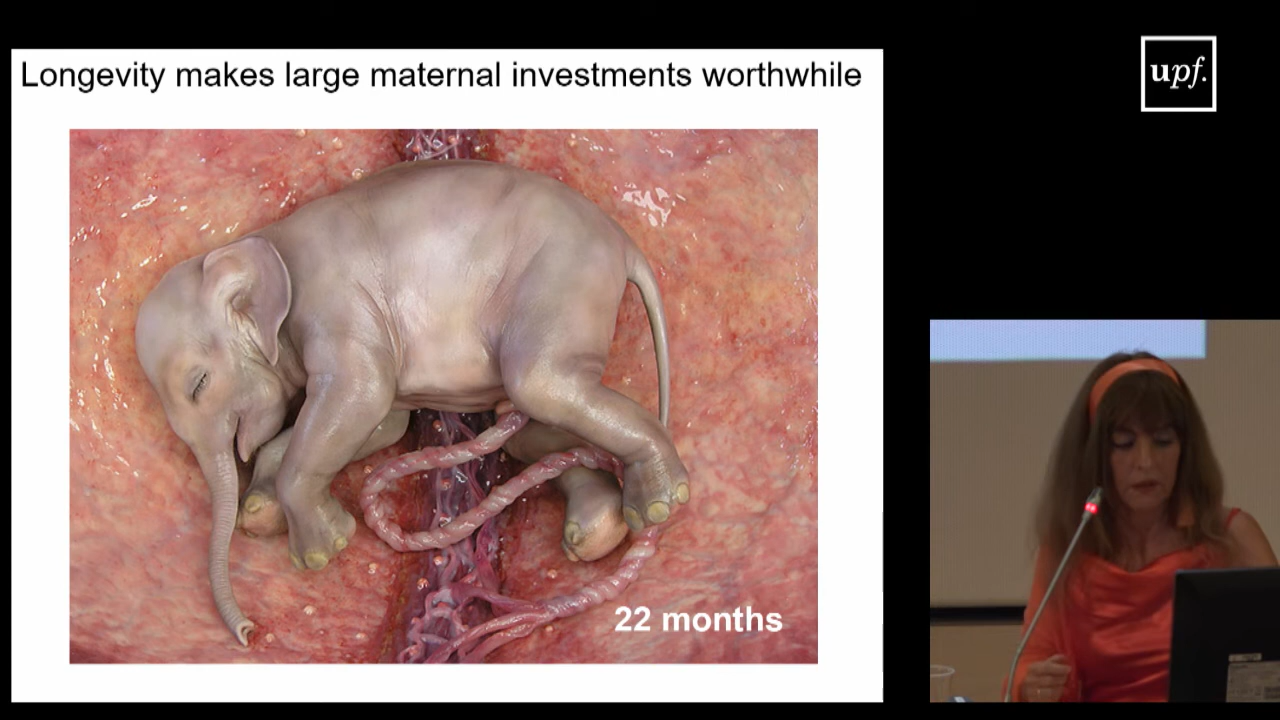 Longevity makes large maternal investments worthwhile
upf.
22 months